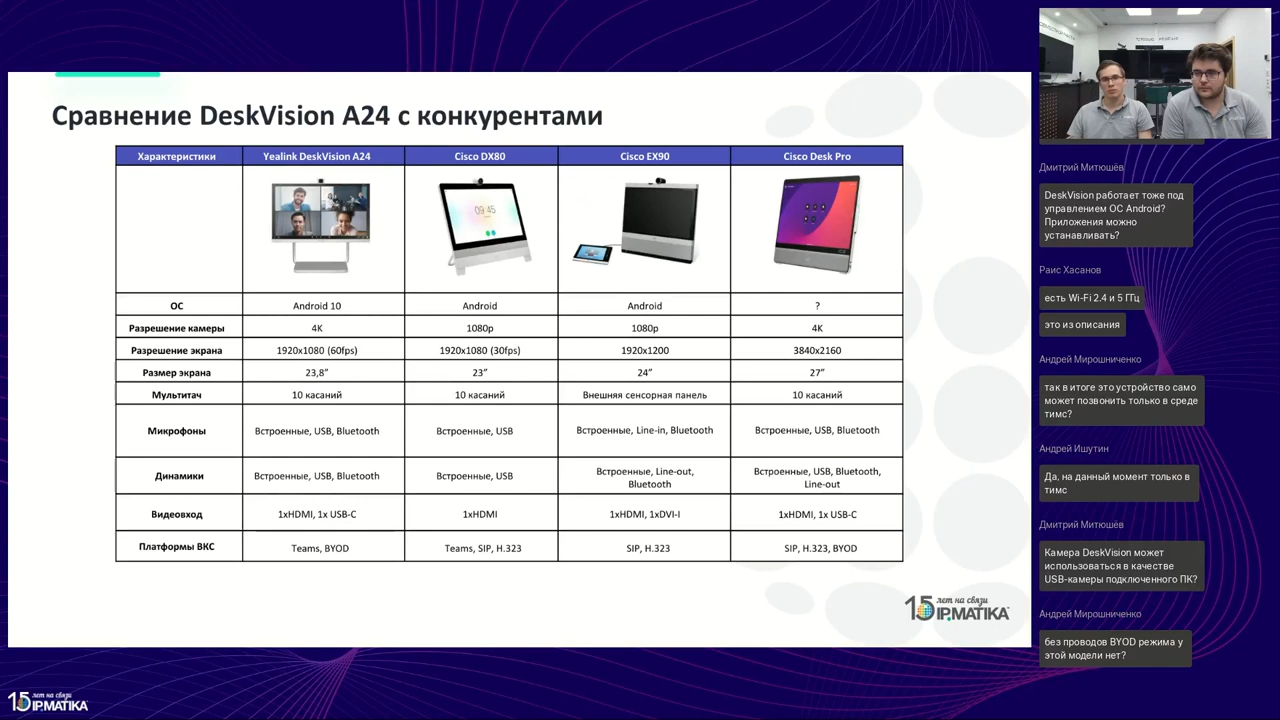 Сравнение DeskVision A24 с конкурентами
Характеристики Yealink DeskVision A24 Cisco DX80 Cisco EX90 Cisco Desk Pro
09:45
ОС Android 10 Android Android ?
Разрешение камеры 4K 1080p 1080p 4K
Разрешение экрана 1920x1080 (60fps) 1920x1080 (30fps) 1920x1200 3840x2160
Размер экрана 23,8” 23” 24” 27”
Мультитач 10 касаний 10 касаний Внешняя сенсорная панель 10 касаний
Микрофоны Встроенные, USB, Bluetooth Встроенные, USB Встроенные, Line-in, Bluetooth Встроенные, USB, Bluetooth
Динамики Встроенные, USB, Bluetooth Встроенные, USB Встроенные, Line-out, Bluetooth Встроенные, USB, Bluetooth, Line-out
Видеовход 1xHDMI, 1x USB-C 1xHDMI 1xHDMI, 1xDVI-I 1xHDMI, 1x USB-C
Платформы ВКС Teams, BYOD Teams, SIP, H.323 SIP, H.323 SIP, H.323, BYOD
15 лет на связи
IPMATIKA
15 лет на связи
IPMATIKA
Дмитрий Митюшёв
DeskVision работает тоже под
управлением ОС Android?
Приложения можно
устанавливать?
Раис Хасанов
есть Wi-Fi 2.4 и 5 ГГц
это из описания
Андрей Мирошниченко
так в итоге это устройство само
может позвонить только в среде
тимс?
Андрей Ишутин
Да, на данный момент только в
тимс
Дмитрий Митюшёв
Камера DeskVision может
использоваться в качестве
USB-камеры подключенного ПК?
Андрей Мирошниченко
без проводов BYOD режима у
этой модели нет?